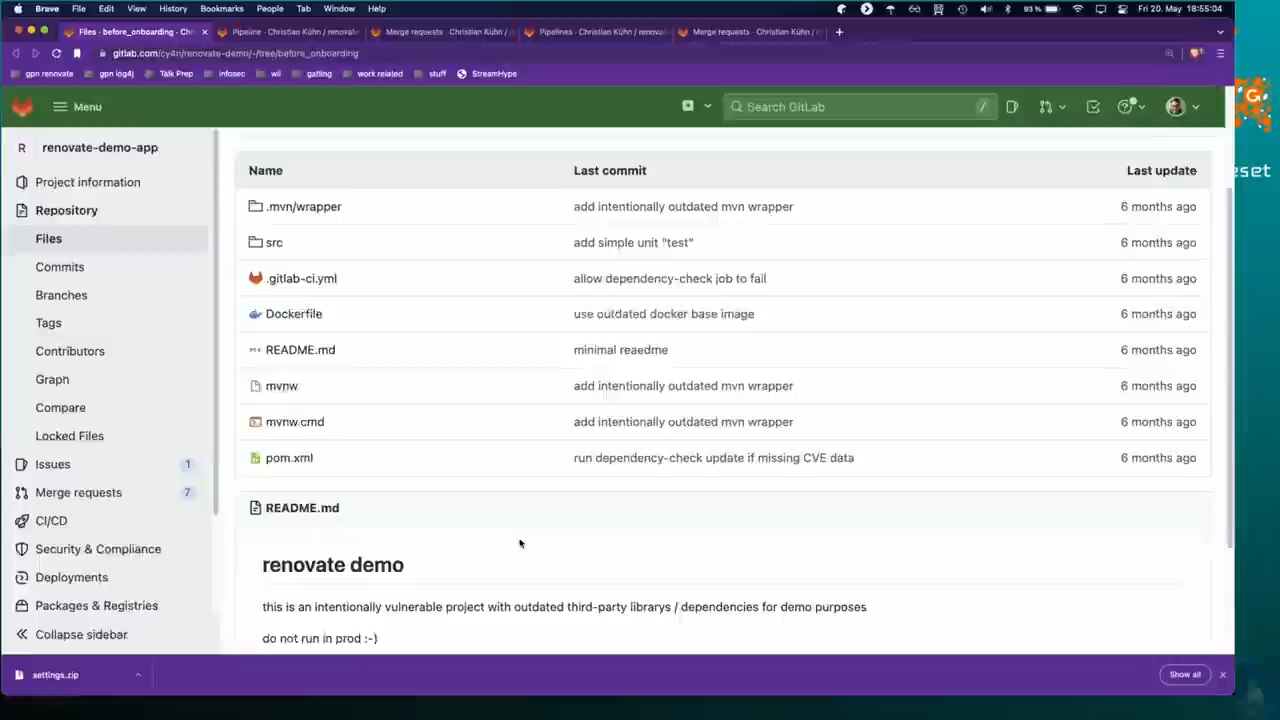 Brave File Edit View History Bookmarks People Tab Window Help 93 % Fri 20. May 18:55:04
Files · before_onboarding · Chri Pipeline · Christian Kühn / renovate Merge requests · Christian Kühn / Pipelines · Christian Kühn / renovat Merge requests · Christian Kühn / r
gitlab.com/cy4n/renovate-demo/-/tree/before_onboarding
gpn renovate gpn log4j Talk Prep infosec wii gatling work related stuff StreamHype
Menu Search GitLab /
R renovate-demo-app
Project information
Repository
Files
Commits
Branches
Tags
Contributors
Graph
Compare
Locked Files
Issues 1
Merge requests 7
CI/CD
Security & Compliance
Deployments
Packages & Registries
Collapse sidebar
Name Last commit Last update
.mvn/wrapper add intentionally outdated mvn wrapper 6 months ago
src add simple unit "test" 6 months ago
.gitlab-ci.yml allow dependency-check job to fail 6 months ago
Dockerfile use outdated docker base image 6 months ago
README.md minimal reaedme 6 months ago
mvnw add intentionally outdated mvn wrapper 6 months ago
mvnw.cmd add intentionally outdated mvn wrapper 6 months ago
pom.xml run dependency-check update if missing CVE data 6 months ago
README.md
renovate demo
this is an intentionally vulnerable project with outdated third-party librarys / dependencies for demo purposes
do not run in prod :-)
settings.zip Show all
G
eset